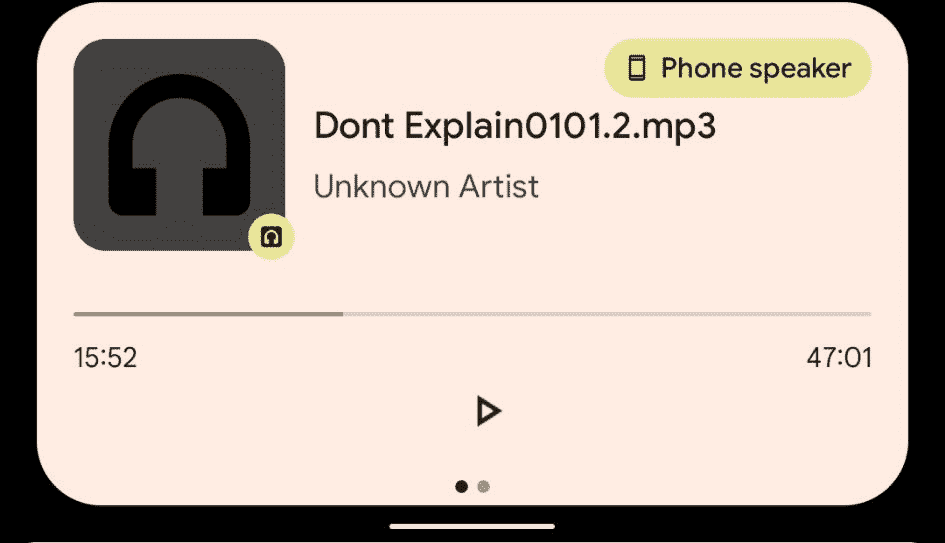 Phone speaker
Dont Explain0101.2.mp3
Unknown Artist
15:52
47:01